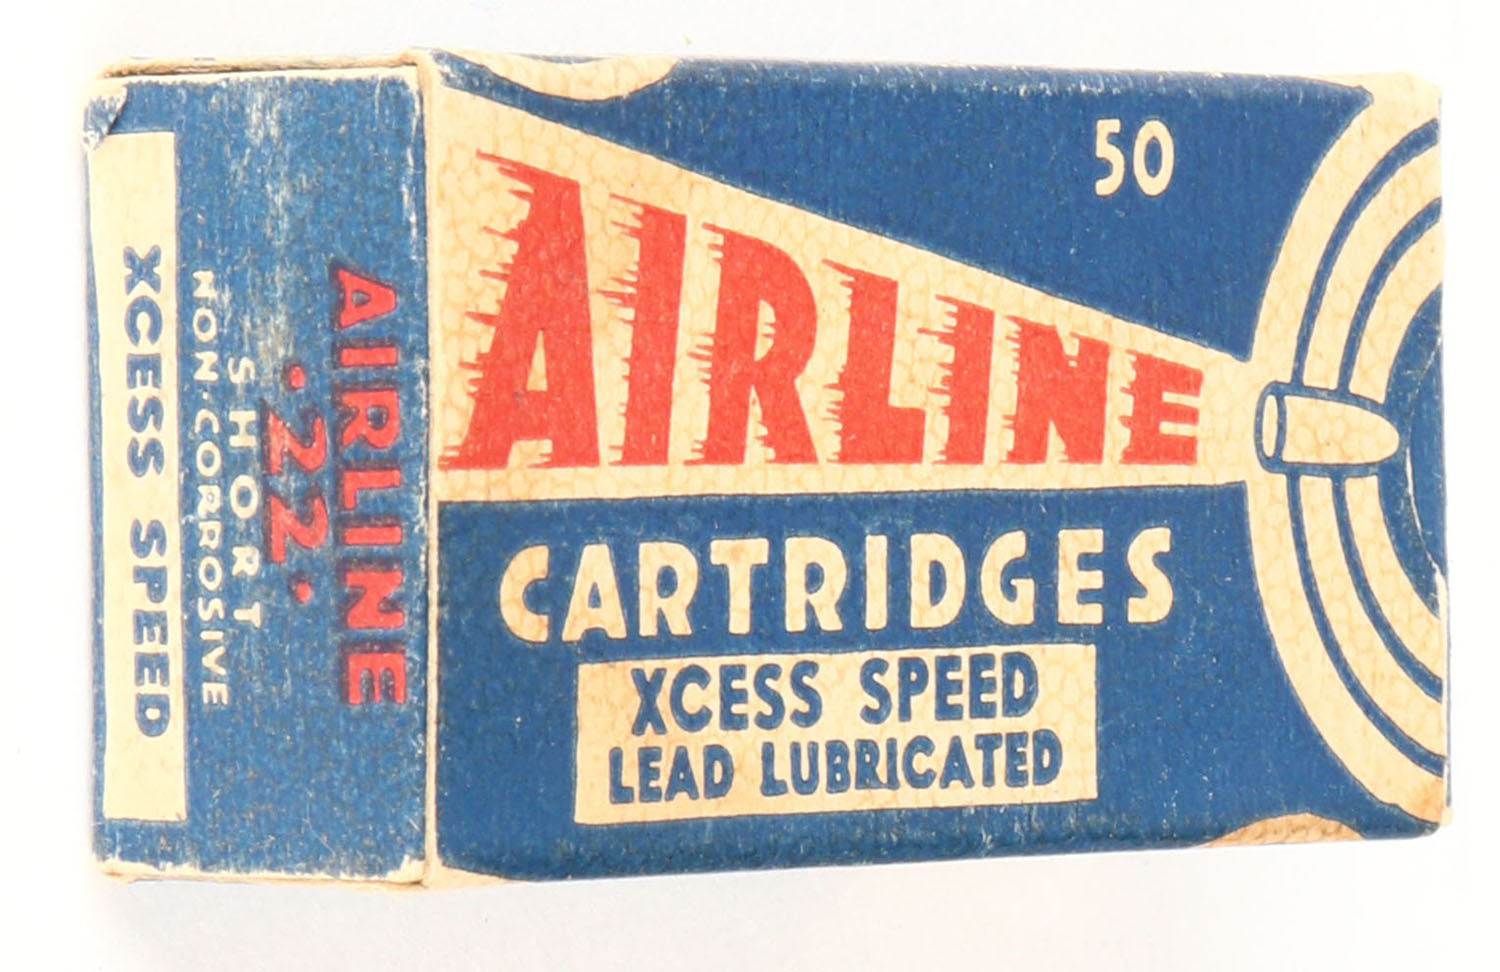 50
AIRLINE
CARTRIDGES
XCESS SPEED
LEAD LUBRICATED
AIRLINE
.22.
SHORT
NON-CORROSIVE
XCESS SPEED